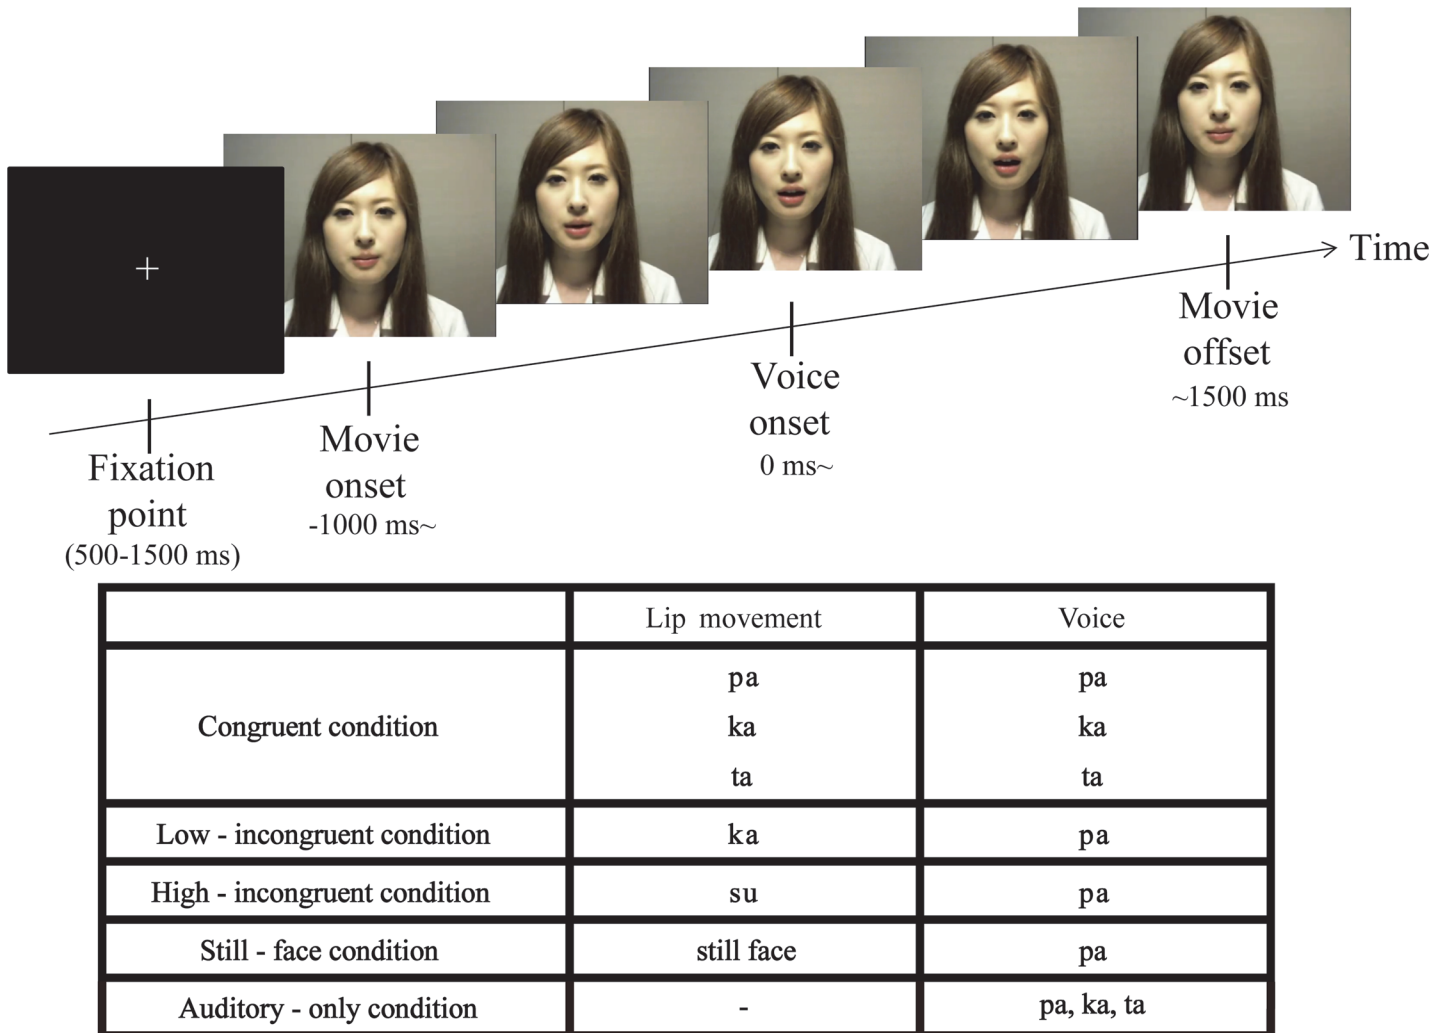 Time
Movie
offset
~1500 ms
Voice
onset
0 ms~
Movie
onset
-1000 ms~
Fixation
point
(500-1500 ms)
Lip movement
Voice
Congruent condition
pa
pa
ka
ka
ta
ta
Low - incongruent condition
ka
pa
High - incongruent condition
su
pa
Still - face condition
still face
pa
Auditory - only condition
-
pa, ka, ta